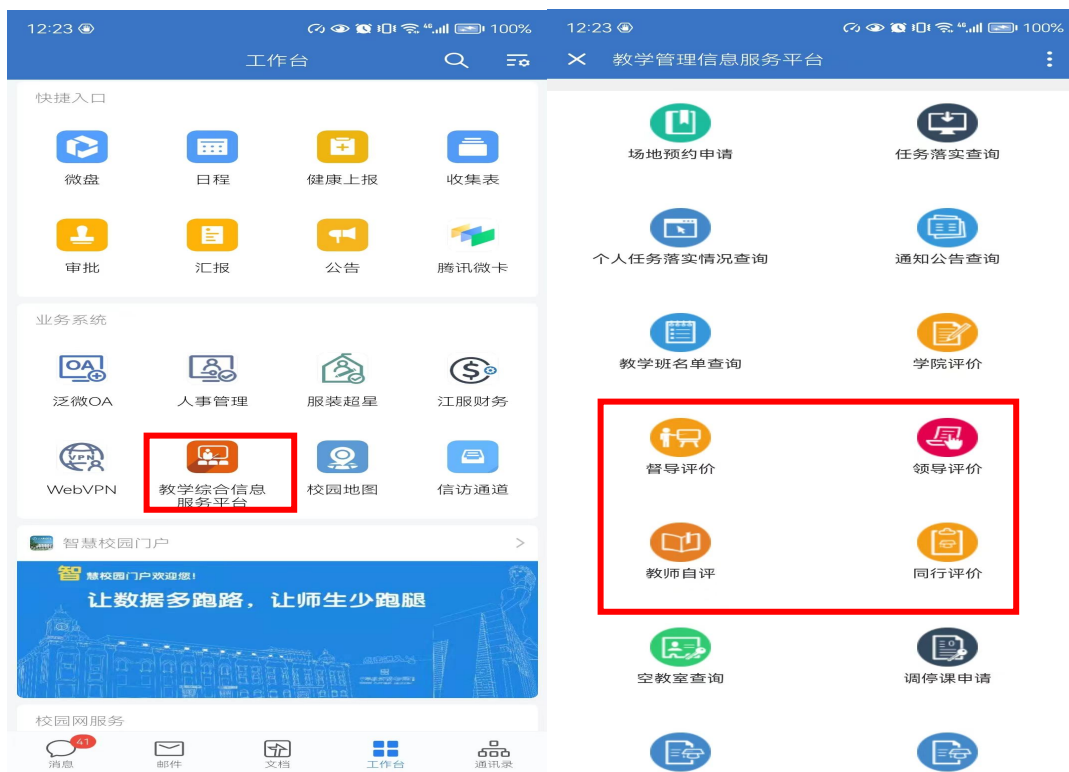 12:23
100%
工作台
快捷入口
微盘
日程
健康上报
收集表
审批
汇报
公告
腾讯微卡
业务系统
OA
泛微OA
人事管理
服装超星
江服财务
VPN
WebVPN
教学综合信息
服务平台
校园地图
信访通道
智慧校园门户
智慧校园门户欢迎您!
让数据多跑路，让师生少跑腿
校园网服务
41
消息
邮件
文档
工作台
通讯录
12:23
100%
教学管理信息服务平台
场地预约申请
任务落实查询
个人任务落实情况查询
通知公告查询
教学班名单查询
学院评价
督导评价
领导评价
教师自评
同行评价
空教室查询
调停课申请